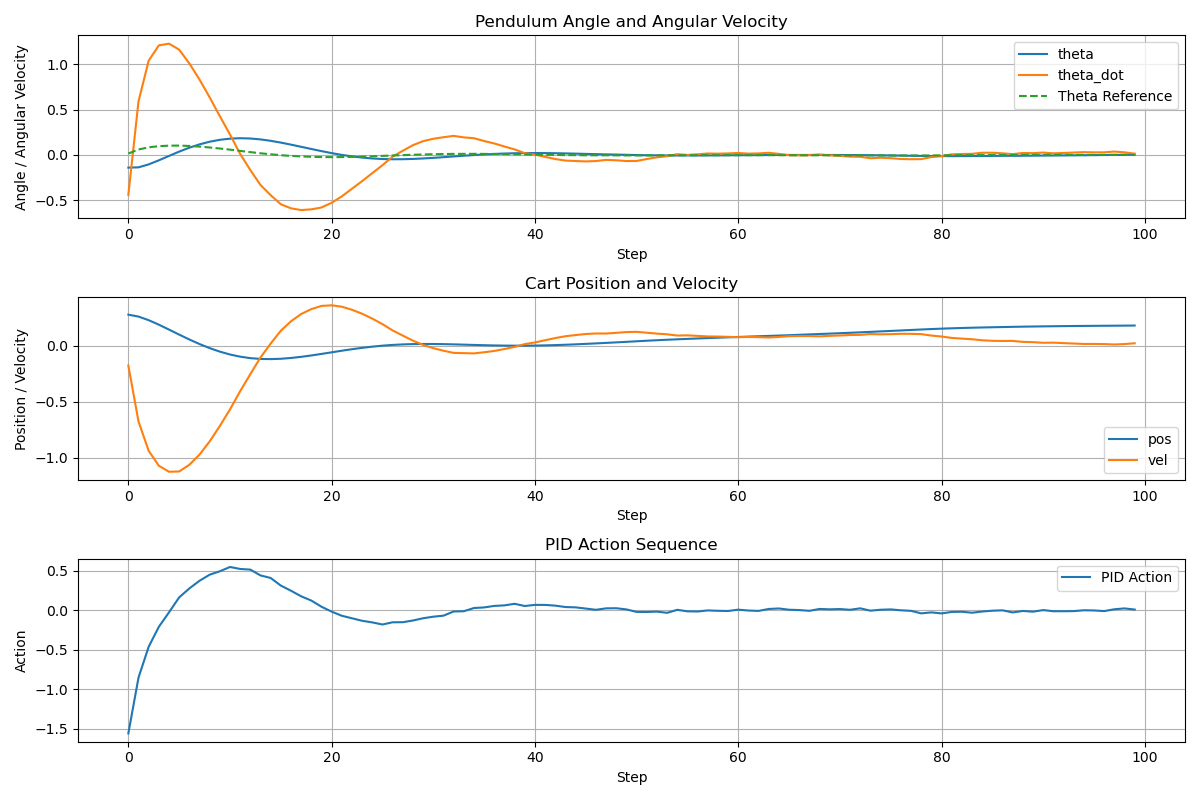 Pendulum Angle and Angular Velocity
Angle / Angular Velocity
1.0
0.5
0.0
−0.5
theta
theta_dot
Theta Reference
0 20 40 60 80 100
Step
Cart Position and Velocity
Position / Velocity
0.0
−0.5
−1.0
pos
vel
0 20 40 60 80 100
Step
PID Action Sequence
Action
0.5
0.0
−0.5
−1.0
−1.5
PID Action
0 20 40 60 80 100
Step